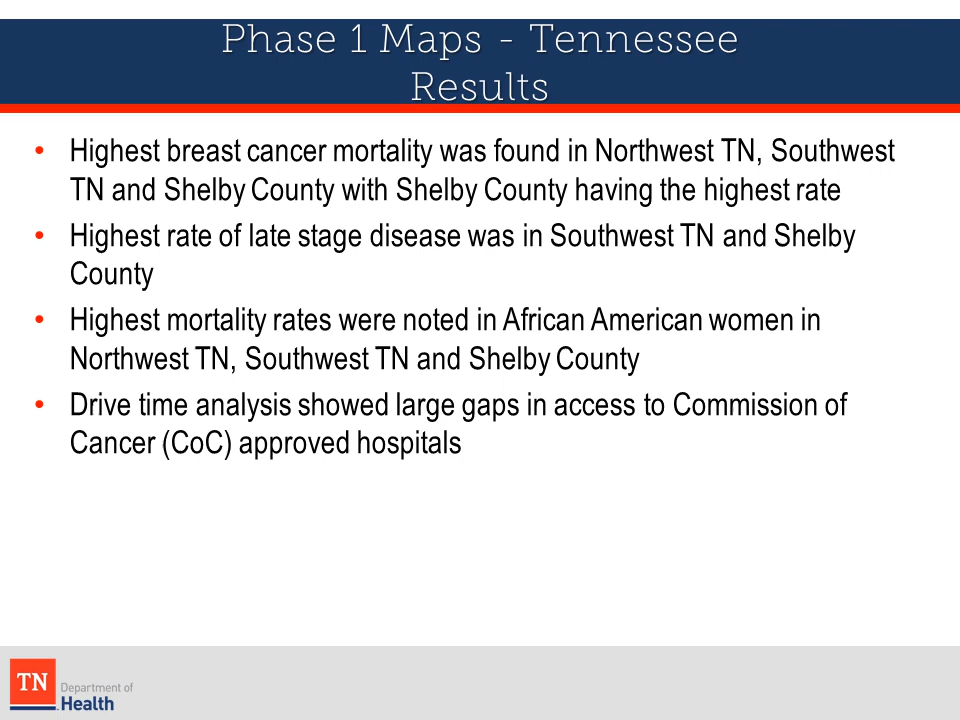 Phase 1 Maps - Tennessee
Results
• Highest breast cancer mortality was found in Northwest TN, Southwest
TN and Shelby County with Shelby County having the highest rate
• Highest rate of late stage disease was in Southwest TN and Shelby
County
• Highest mortality rates were noted in African American women in
Northwest TN, Southwest TN and Shelby County
• Drive time analysis showed large gaps in access to Commission of
Cancer (CoC) approved hospitals
TN
Department of
Health